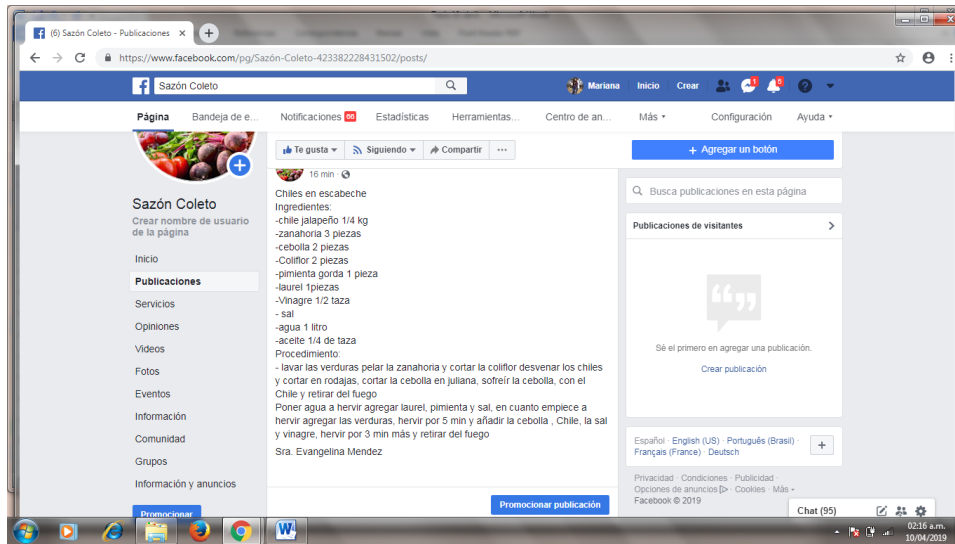 (6) Sazón Coleto - Publicaciones
https://www.facebook.com/pg/Sazón-Coleto-423382228431502/posts/
Sazón Coleto
Mariana Inicio Crear 1 6
Página Bandeja de e... Notificaciones 66 Estadísticas Herramientas... Centro de an... Más Configuración Ayuda
Te gusta Siguiendo Compartir ...
+ Agregar un botón
Sazón Coleto
Crear nombre de usuario
de la página
Inicio
Publicaciones
Servicios
Opiniones
Videos
Fotos
Eventos
Información
Comunidad
Grupos
Información y anuncios
Promocionar
16 min
Chiles en escabeche
Ingredientes:
-chile jalapeño 1/4 kg
-zanahoria 3 piezas
-cebolla 2 piezas
-Coliflor 2 piezas
-pimienta gorda 1 pieza
-laurel 1piezas
-Vinagre 1/2 taza
- sal
-agua 1 litro
-aceite 1/4 de taza
Procedimiento:
- lavar las verduras pelar la zanahoria y cortar la coliflor desvenar los chiles
y cortar en rodajas, cortar la cebolla en juliana, sofreír la cebolla, con el
Chile y retirar del fuego
Poner agua a hervir agregar laurel, pimienta y sal, en cuanto empiece a
hervir agregar las verduras, hervir por 5 min y añadir la cebolla , Chile, la sal
y vinagre, hervir por 3 min más y retirar del fuego
Sra. Evangelina Mendez
Promocionar publicación
Busca publicaciones en esta página
Publicaciones de visitantes
Sé el primero en agregar una publicación.
Crear publicación
Español · English (US) · Português (Brasil) ·
Français (France) · Deutsch
Privacidad · Condiciones · Publicidad ·
Opciones de anuncios · Cookies · Más
Facebook © 2019
Chat (95)
02:16 a.m.
10/04/2019